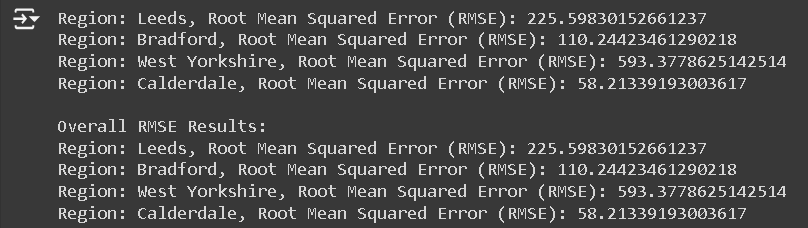 Region: Leeds, Root Mean Squared Error (RMSE): 225.59830152661237
Region: Bradford, Root Mean Squared Error (RMSE): 110.24423461290218
Region: West Yorkshire, Root Mean Squared Error (RMSE): 593.3778625142514
Region: Calderdale, Root Mean Squared Error (RMSE): 58.21339193003617
Overall RMSE Results:
Region: Leeds, Root Mean Squared Error (RMSE): 225.59830152661237
Region: Bradford, Root Mean Squared Error (RMSE): 110.24423461290218
Region: West Yorkshire, Root Mean Squared Error (RMSE): 593.3778625142514
Region: Calderdale, Root Mean Squared Error (RMSE): 58.21339193003617